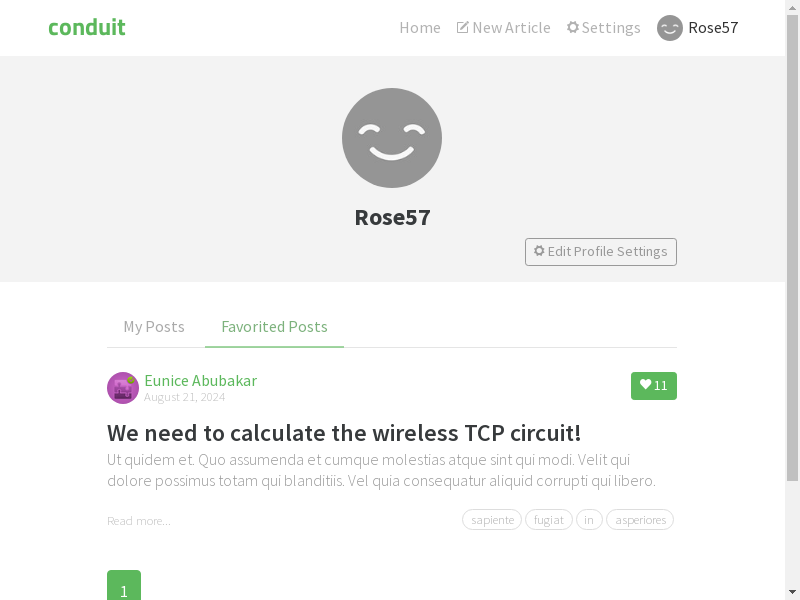 conduit
Home New Article Settings Rose57
Rose57
Edit Profile Settings
My Posts Favorited Posts
Eunice Abubakar
August 21, 2024
11
We need to calculate the wireless TCP circuit!
Ut quidem et. Quo assumenda et cumque molestias atque sint qui modi. Velit qui
dolore possimus totam qui blanditiis. Vel quia consequatur aliquid corrupti qui libero.
Read more...
sapiente fugiat in asperiores
1